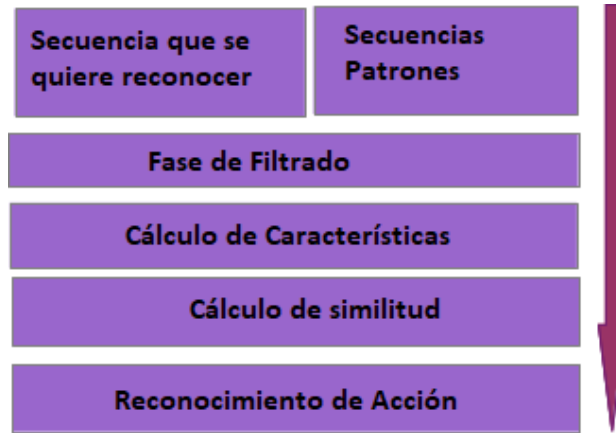 Secuencia que se
quiere reconocer
Secuencias
Patrones
Fase de Filtrado
Cálculo de Características
Cálculo de similitud
Reconocimiento de Acción